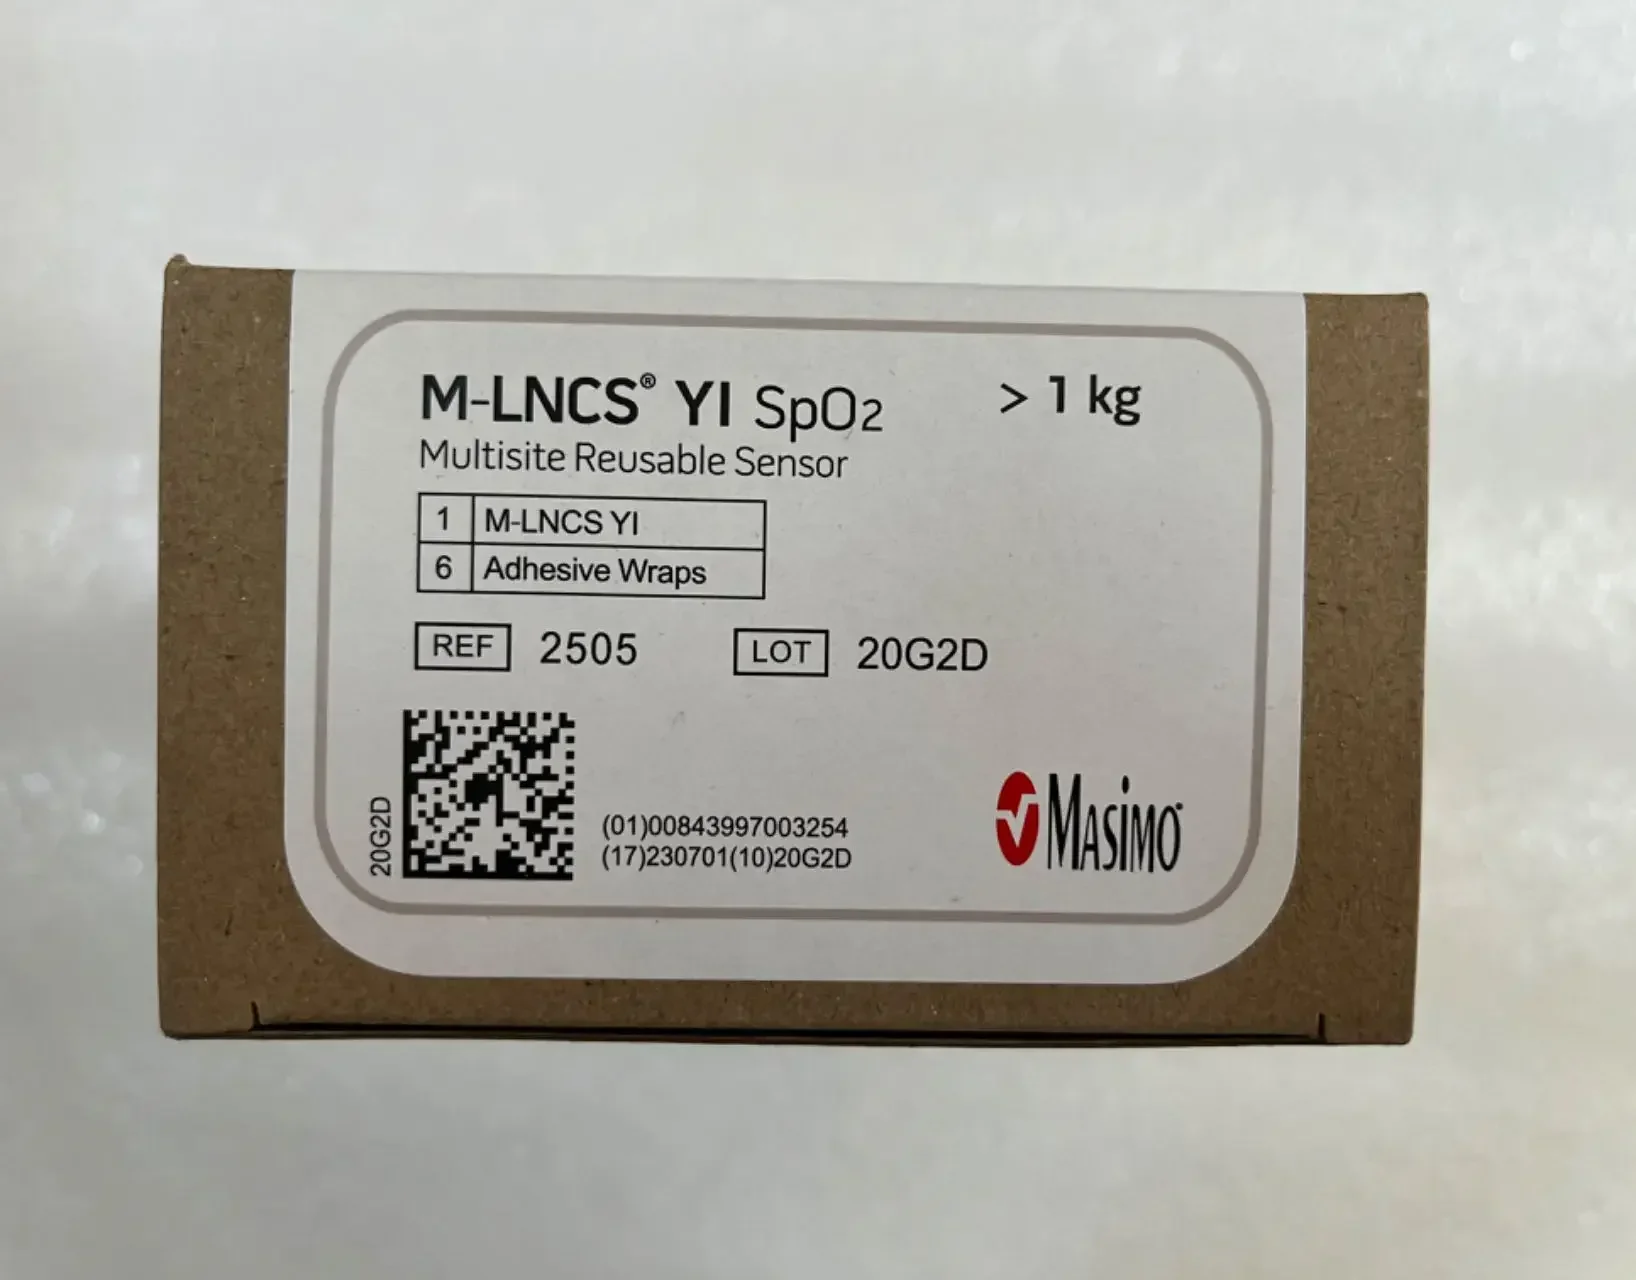 M-LNCS® YI SpO2 > 1 kg
Multisite Reusable Sensor
1 M-LNCS YI
6 Adhesive Wraps
REF 2505 LOT 20G2D
20G2D
(01)00843997003254
(17)230701(10)20G2D
MASIMO